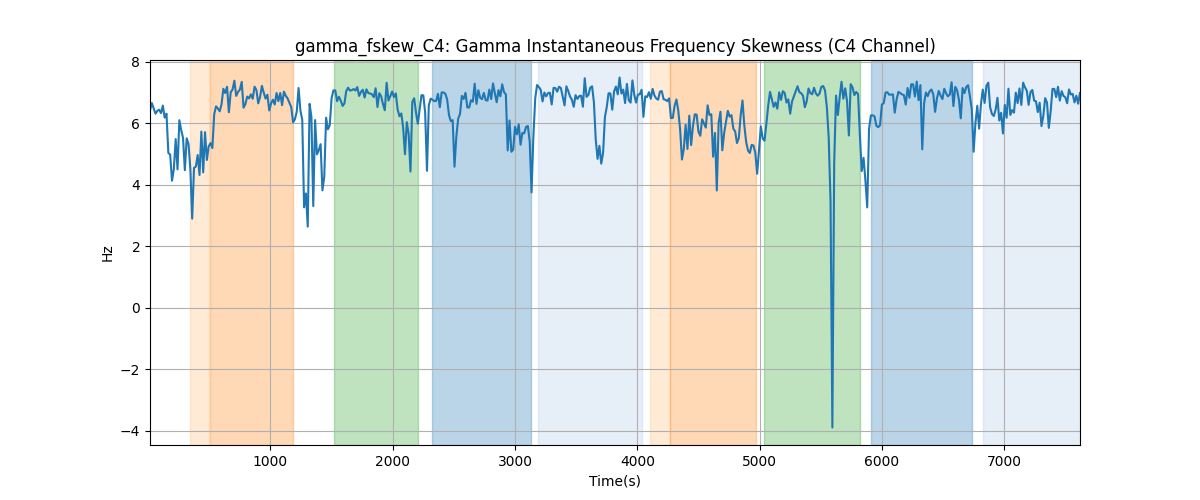 gamma_fskew_C4: Gamma Instantaneous Frequency Skewness (C4 Channel)
8
6
4
2
0
−2
−4
Hz
1000 2000 3000 4000 5000 6000 7000
Time(s)